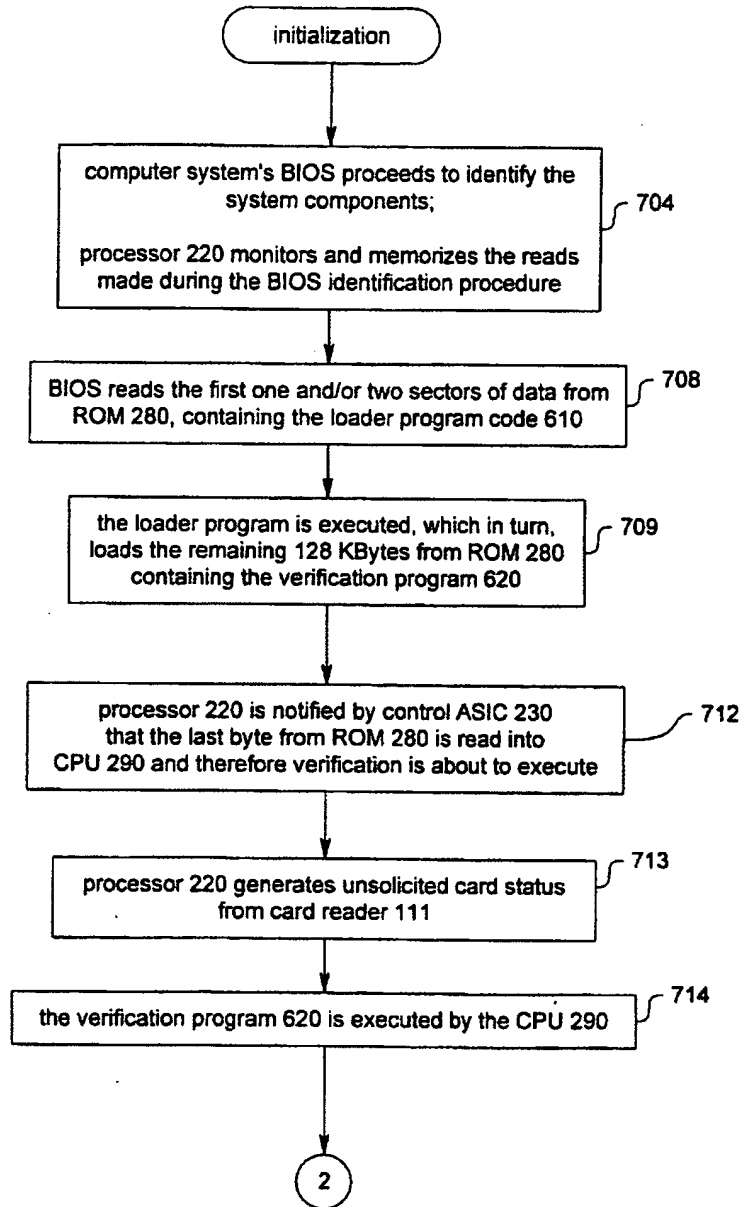 initialization
computer system's BIOS proceeds to identify the
system components;
704
processor 220 monitors and memorizes the reads
made during the BIOS identification procedure
708
BIOS reads the first one and/or two sectors of data from
ROM 280, containing the loader program code 610
709
the loader program is executed, which in turn,
loads the remaining 128 KBytes from ROM 280
containing the verification program 620
processor 220 is notified by control ASIC 230
that the last byte from ROM 280 is read into
CPU 290 and therefore verification is about to execute
712
713
processor 220 generates unsolicited card status
from card reader 111
714
the verification program 620 is executed by the CPU 290
2